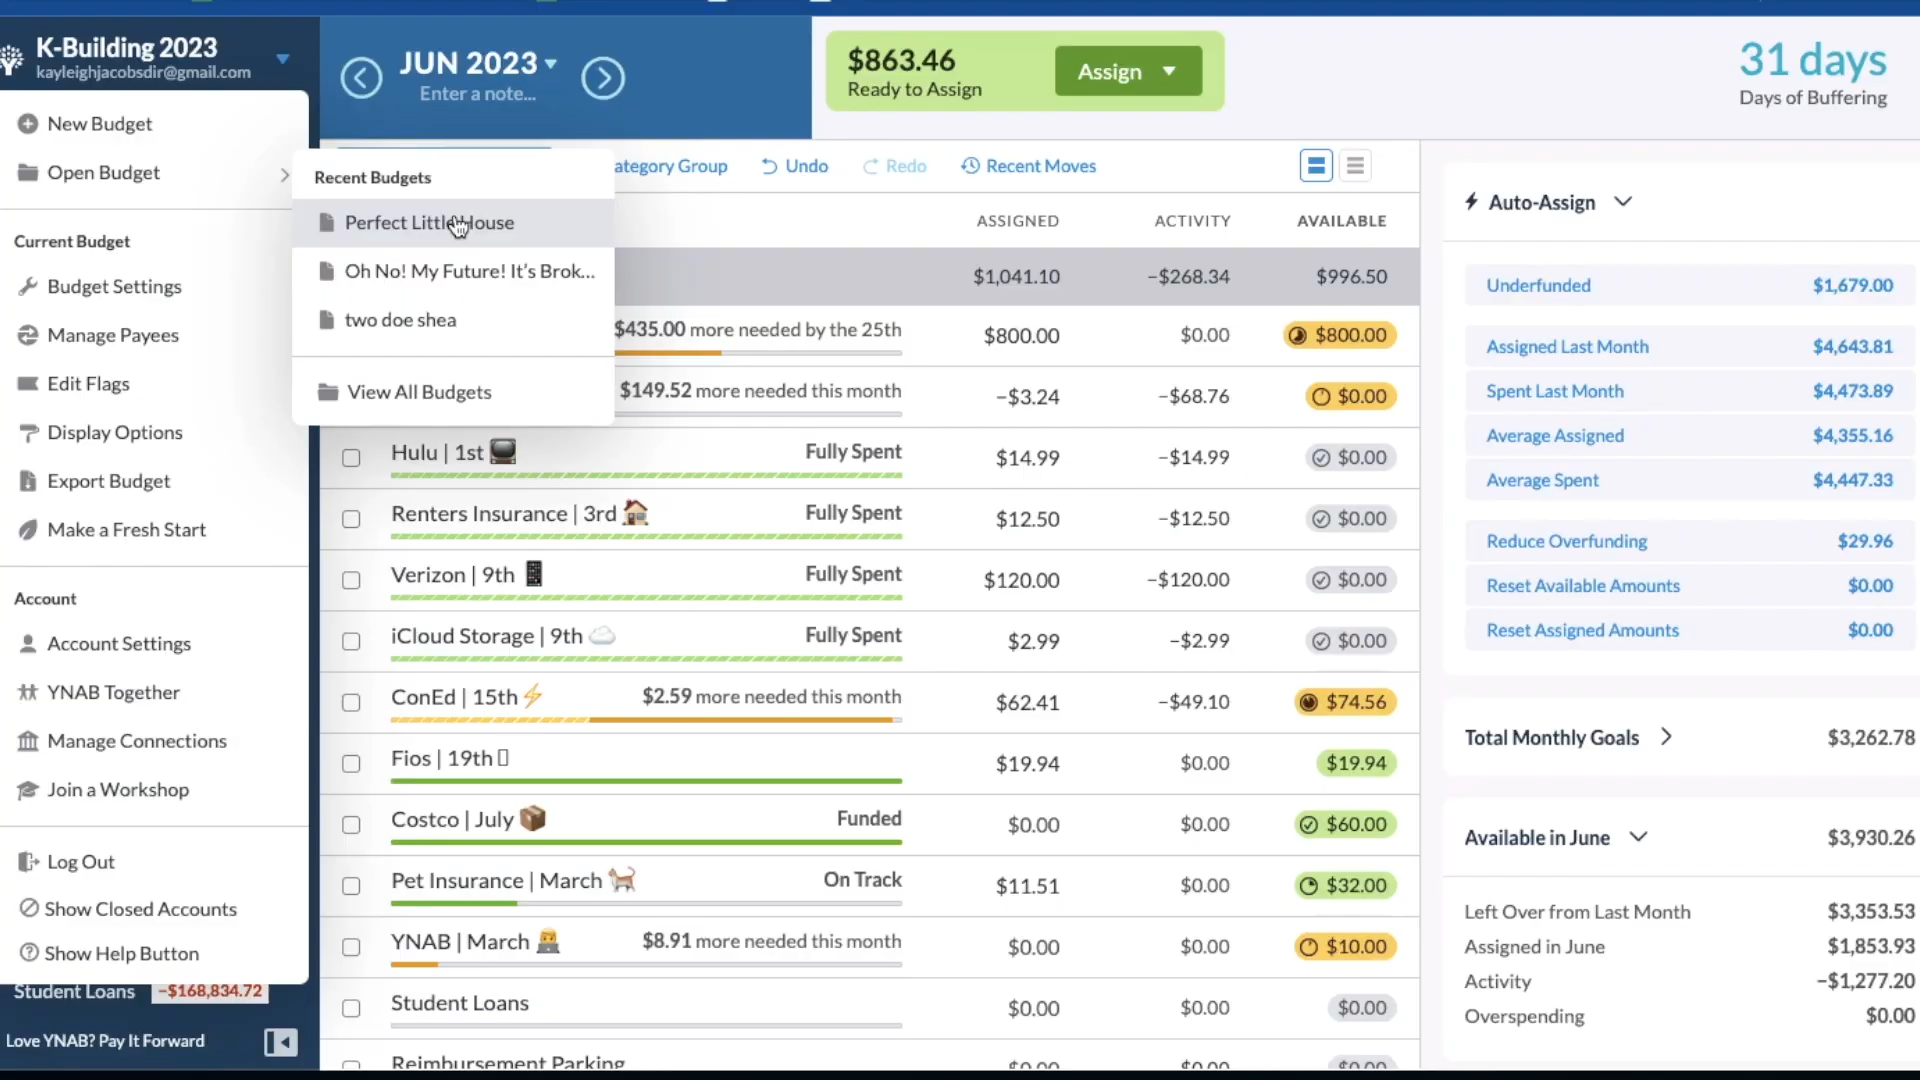 K-Building 2023
kayleighjacobsdir@gmail.com
New Budget
Open Budget
Current Budget
Budget Settings
Manage Payees
Edit Flags
Display Options
Export Budget
Make a Fresh Start
Account
Account Settings
YNAB Together
Manage Connections
Join a Workshop
Log Out
Show Closed Accounts
Show Help Button
Student Loans −$168,834.72
Love YNAB? Pay It Forward
Recent Budgets
Perfect Little House
Oh No! My Future! It’s Brok...
two doe shea
View All Budgets
JUN 2023
Enter a note...
$863.46
Ready to Assign
Assign
31 days
Days of Buffering
ategory Group Undo Redo Recent Moves
ASSIGNED ACTIVITY AVAILABLE
$1,041.10 −$268.34 $996.50
$435.00 more needed by the 25th $800.00 $0.00 $800.00
$149.52 more needed this month −$3.24 −$68.76 $0.00
Hulu | 1st Fully Spent $14.99 −$14.99 $0.00
Renters Insurance | 3rd Fully Spent $12.50 −$12.50 $0.00
Verizon | 9th Fully Spent $120.00 −$120.00 $0.00
iCloud Storage | 9th Fully Spent $2.99 −$2.99 $0.00
ConEd | 15th $2.59 more needed this month $62.41 −$49.10 $74.56
Fios | 19th $19.94 $0.00 $19.94
Costco | July Funded $0.00 $0.00 $60.00
Pet Insurance | March On Track $11.51 $0.00 $32.00
YNAB | March $8.91 more needed this month $0.00 $0.00 $10.00
Student Loans $0.00 $0.00 $0.00
Reimbursement Parking $0.00 $0.00 $0.00
Auto-Assign
Underfunded $1,679.00
Assigned Last Month $4,643.81
Spent Last Month $4,473.89
Average Assigned $4,355.16
Average Spent $4,447.33
Reduce Overfunding $29.96
Reset Available Amounts $0.00
Reset Assigned Amounts $0.00
Total Monthly Goals $3,262.78
Available in June $3,930.26
Left Over from Last Month $3,353.53
Assigned in June $1,853.93
Activity −$1,277.20
Overspending $0.00